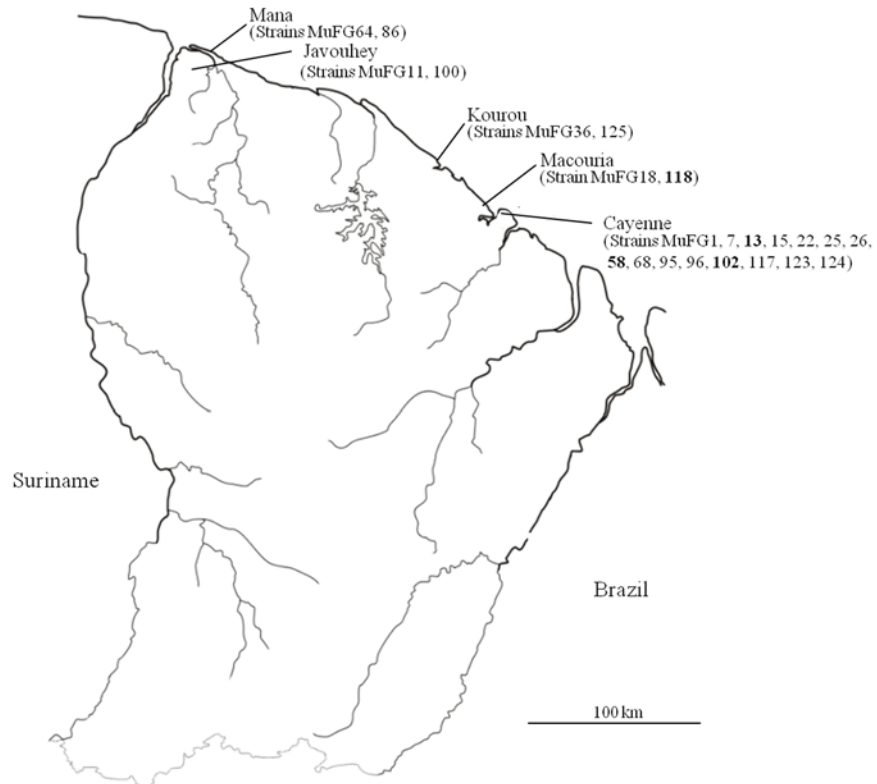 Mana
(Strains MuFG64, 86)
Javouhey
(Strains MuFG11, 100)
Kourou
(Strains MuFG36, 125)
Macouria
(Strain MuFG18, 118)
Cayenne
(Strains MuFG1, 7, 13, 15, 22, 25, 26,
58, 68, 95, 96, 102, 117, 123, 124)
Suriname
Brazil
100 km